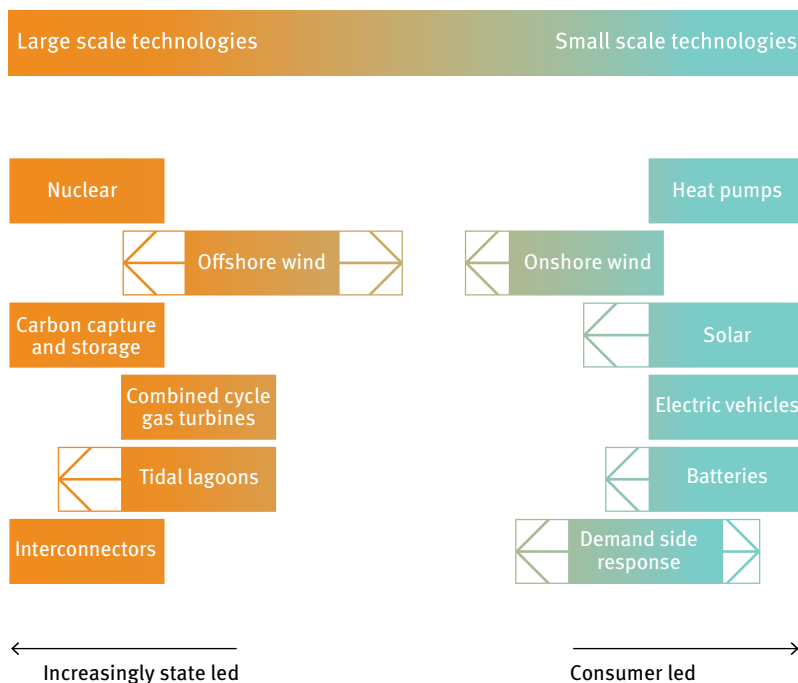 Large scale technologies
Small scale technologies
Nuclear
Heat pumps
Offshore wind
Onshore wind
Carbon capture
and storage
Solar
Combined cycle
gas turbines
Electric vehicles
Tidal lagoons
Batteries
Interconnectors
Demand side
response
Increasingly state led
Consumer led